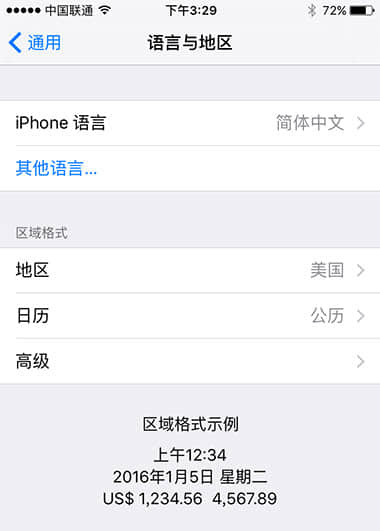 中国联通 下午3:29 72%
通用 语言与地区
iPhone 语言 简体中文
其他语言...
区域格式
地区 美国
日历 公历
高级
区域格式示例
上午12:34
2016年1月5日 星期二
US$ 1,234.56 4,567.89